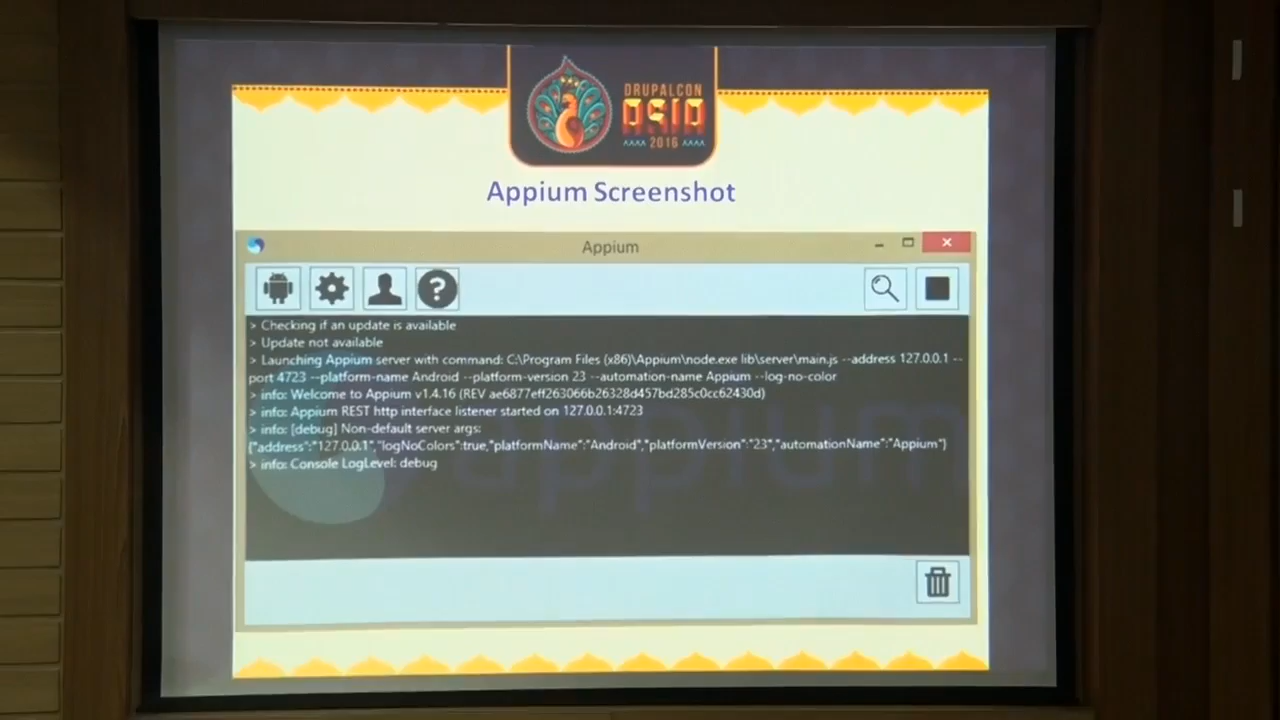 DRUPALCON
ASIA
2016
Appium Screenshot
Appium
> Checking if an update is available
> Update not available
> Launching Appium server with command: C:\Program Files (x86)\Appium\node.exe lib\server\main.js --address 127.0.0.1 --
port 4723 --platform-name Android --platform-version 23 --automation-name Appium --log-no-color
> info: Welcome to Appium v1.4.16 (REV ae6877eff263066b26328d457bd285c0cc62430d)
> info: Appium REST http interface listener started on 127.0.0.1:4723
> info: [debug] Non-default server args:
{"address":"127.0.0.1","logNoColors":true,"platformName":"Android","platformVersion":"23","automationName":"Appium"}
> info: Console LogLevel: debug
appium